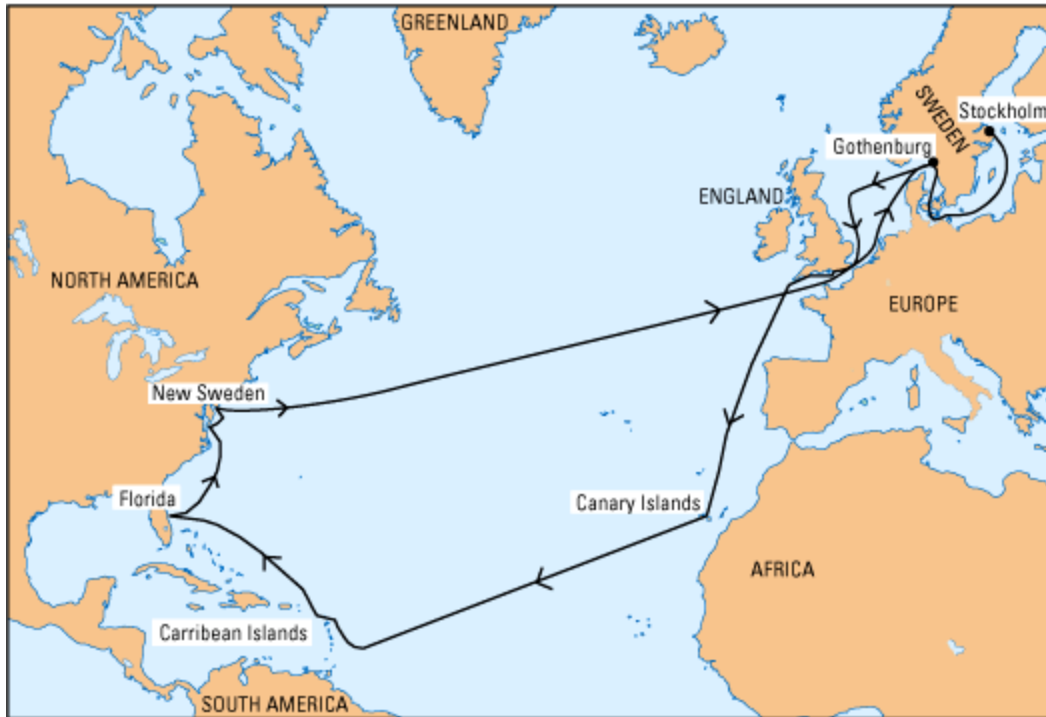 GREENLAND
SWEDEN
Stockholm
Gothenburg
ENGLAND
NORTH AMERICA
EUROPE
New Sweden
Florida
Canary Islands
AFRICA
Carribean Islands
SOUTH AMERICA